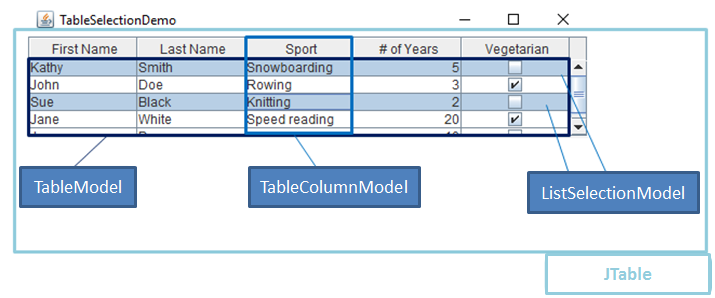 TableSelectionDemo
First Name Last Name Sport # of Years Vegetarian
Kathy Smith Snowboarding 5
John Doe Rowing 3
Sue Black Knitting 2
Jane White Speed reading 20
TableModel
TableColumnModel
ListSelectionModel
JTable